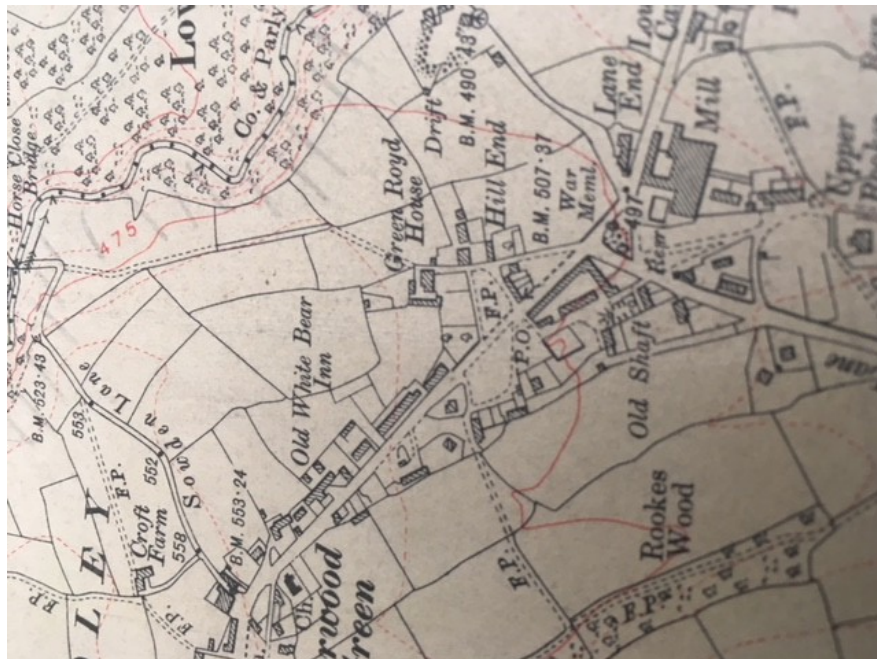 Horse Close
Bridge
475
Co. & Parly
B.M. 523·43
553
Sowden Lane
552
558
F.P.
F.P.
F.P.
Croft
Farm
B.M. 553·24
Old White Bear
Inn
Green Royd
House
Drift
B.M. 490·43
Hill End
B.M. 507·37
War
Meml.
497
Lane
End
Mill
F.P.
Upper
F.P.
P.O.
Old Shaft
Lane
Rookes
Wood
F.P.
F.P.
Ch.